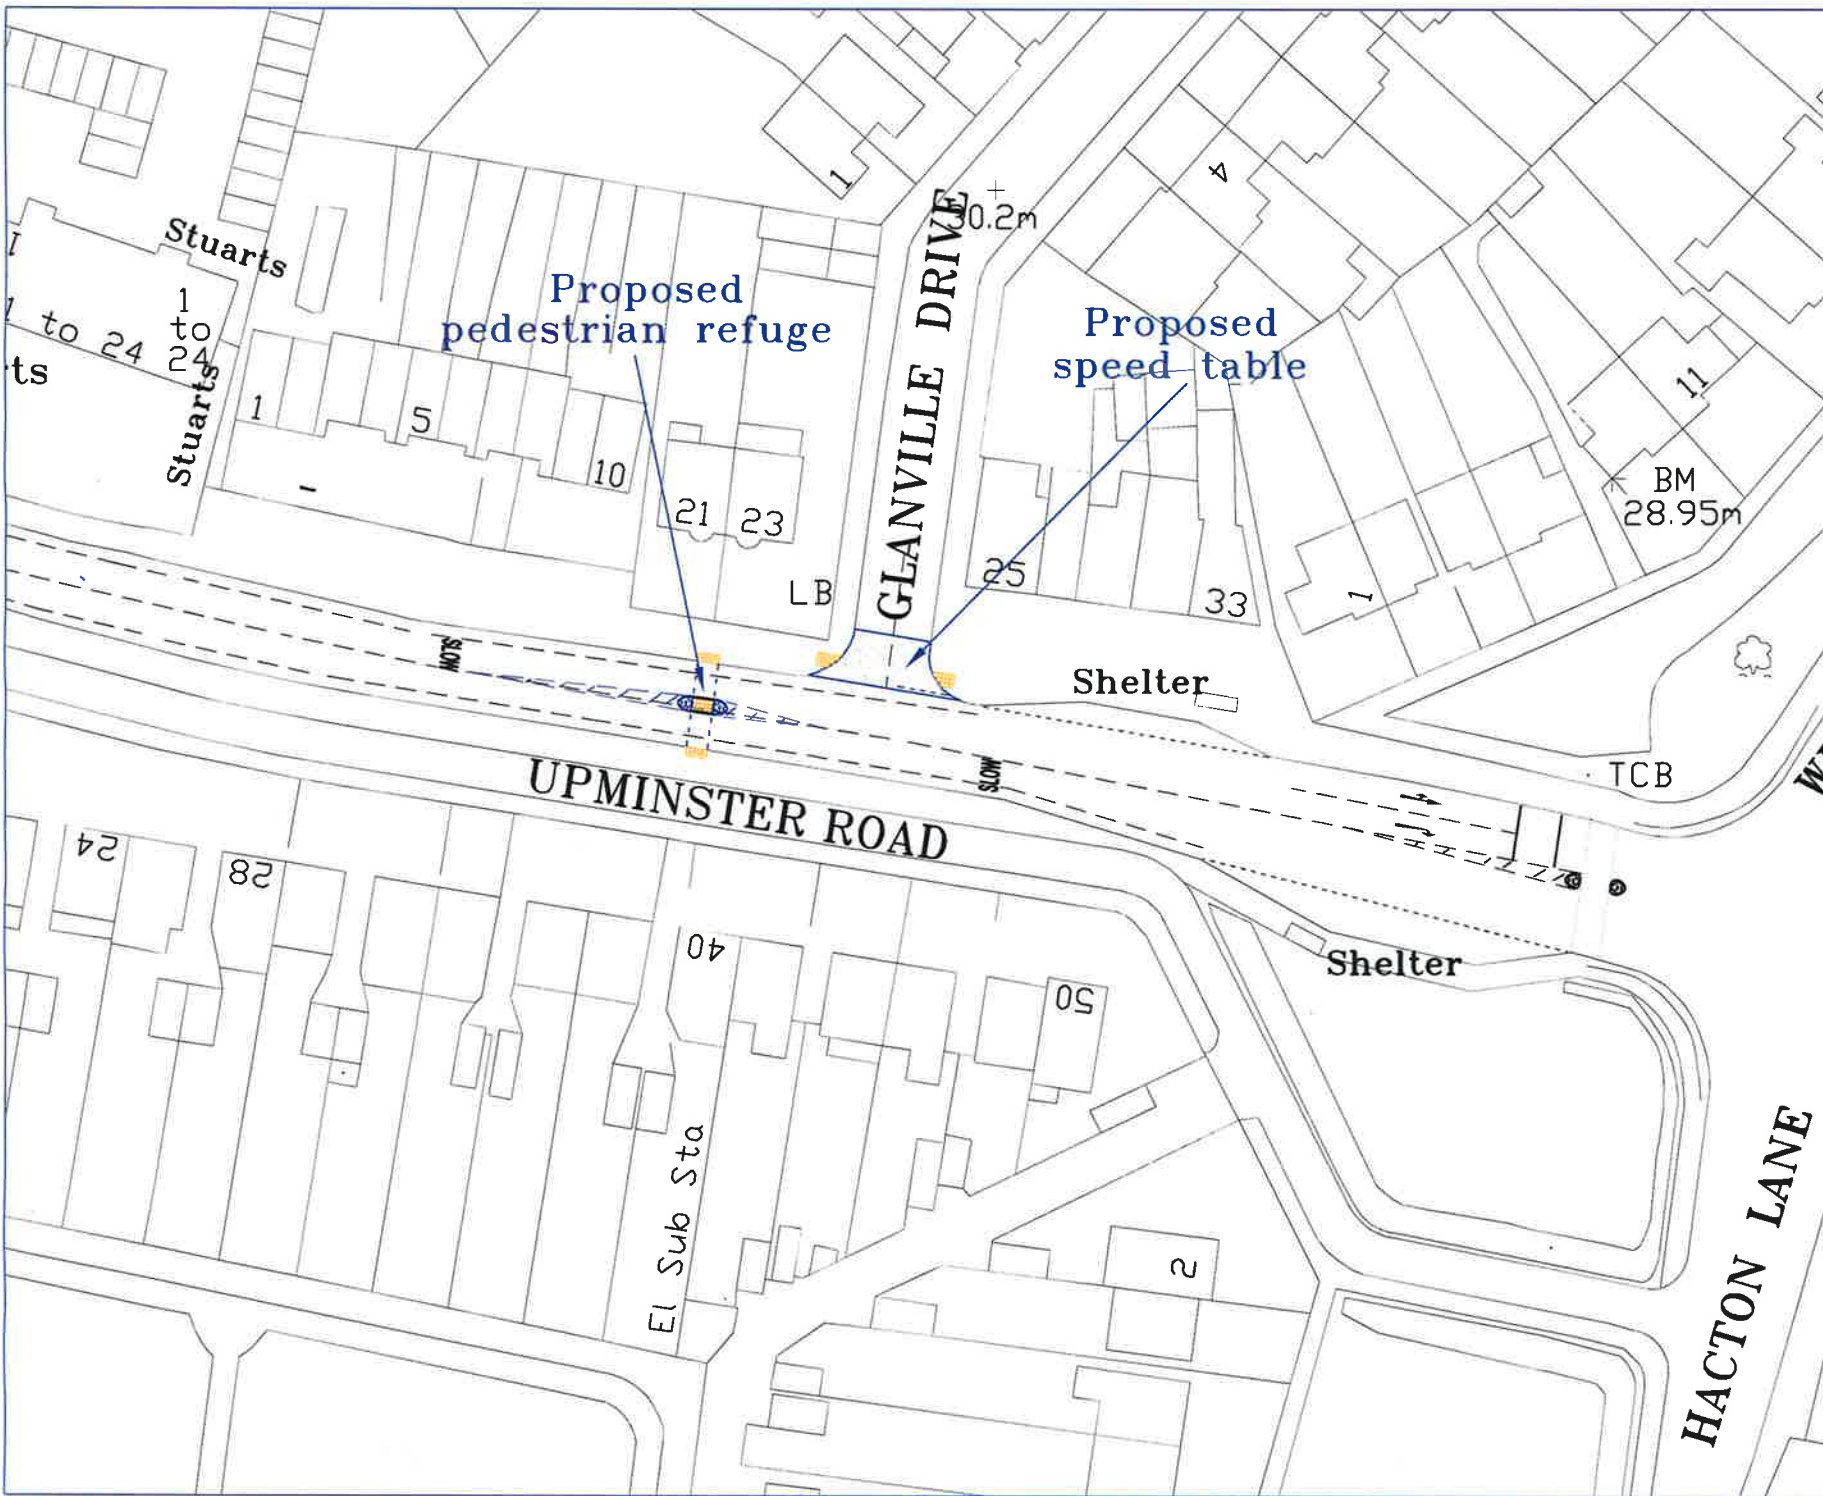 1
4
30.2m
Stuarts
1
to
24
1 to 24
ts
Stuarts
Proposed
pedestrian refuge
Proposed
speed table
GLANVILLE DRIVE
1
5
10
21
23
LB
25
33
1
11
BM
28.95m
SLOW
Shelter
SLOW
TCB
UPMINSTER ROAD
24
28
40
50
Shelter
El Sub Sta
2
HACTON LANE